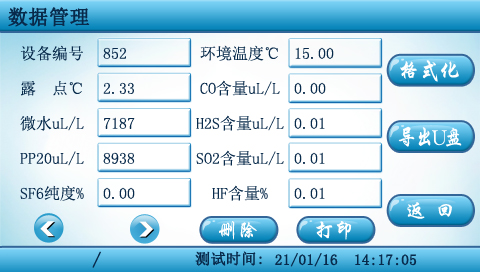 数据管理
设备编号 852 环境温度℃ 15.00 格式化
露 点℃ 2.33 CO含量uL/L 0.00
微水uL/L 7187 H2S含量uL/L 0.01 导出U盘
PP20uL/L 8938 SO2含量uL/L 0.01
SF6纯度% 0.00 HF含量% 0.01 返 回
< > 删除 打印
/ 测试时间: 21/01/16 14:17:05